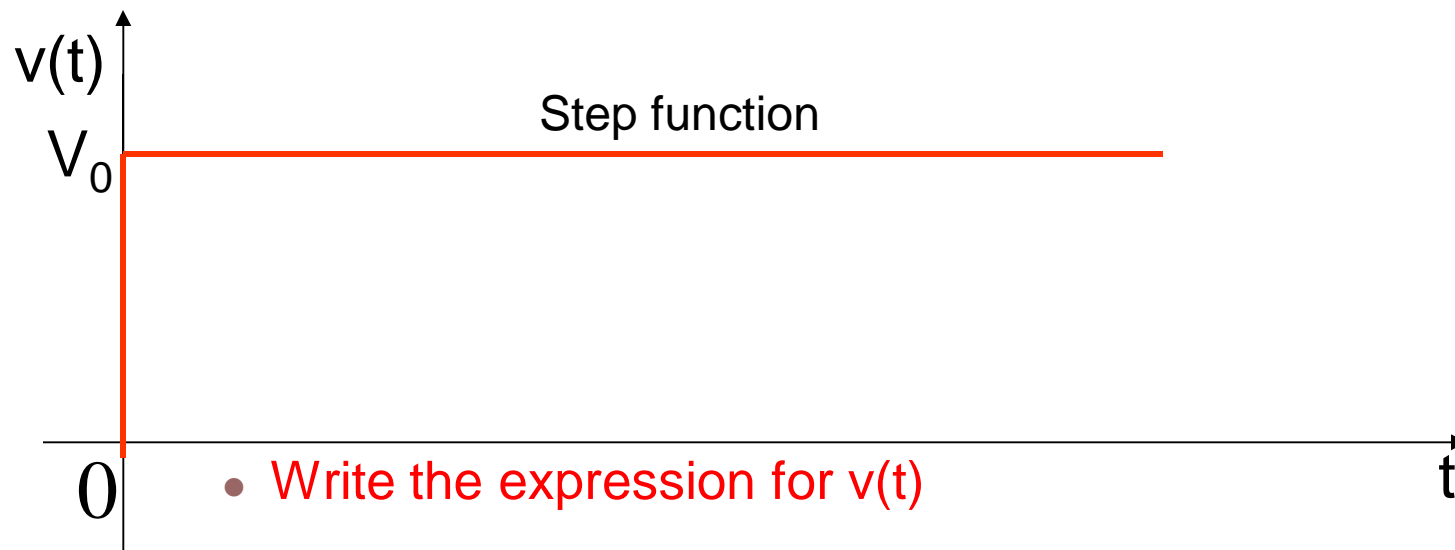 v(t)
Step function
V₀
0
• Write the expression for v(t)
t